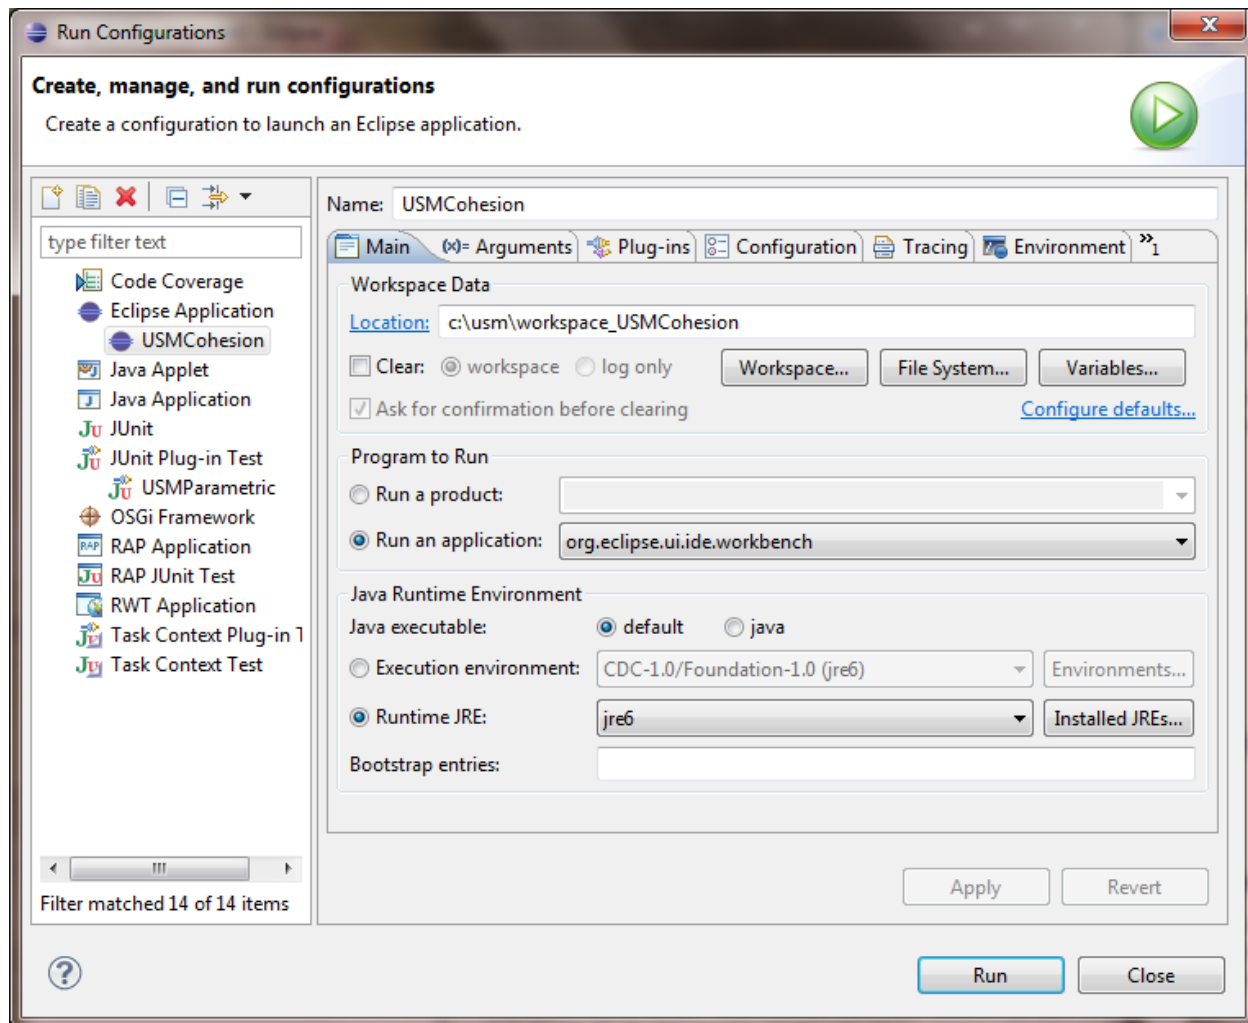 Run Configurations
Create, manage, and run configurations
Create a configuration to launch an Eclipse application.
type filter text
Code Coverage
Eclipse Application
USMCohesion
Java Applet
Java Application
JUnit
JUnit Plug-in Test
USMParametric
OSGi Framework
RAP Application
RAP JUnit Test
RWT Application
Task Context Plug-in T
Task Context Test
Filter matched 14 of 14 items
Name: USMCohesion
Main (x)= Arguments Plug-ins Configuration Tracing Environment »1
Workspace Data
Location: c:\usm\workspace_USMCohesion
Clear: workspace log only Workspace... File System... Variables...
Ask for confirmation before clearing Configure defaults...
Program to Run
Run a product:
Run an application: org.eclipse.ui.ide.workbench
Java Runtime Environment
Java executable: default java
Execution environment: CDC-1.0/Foundation-1.0 (jre6) Environments...
Runtime JRE: jre6 Installed JREs...
Bootstrap entries:
Apply Revert
Run Close